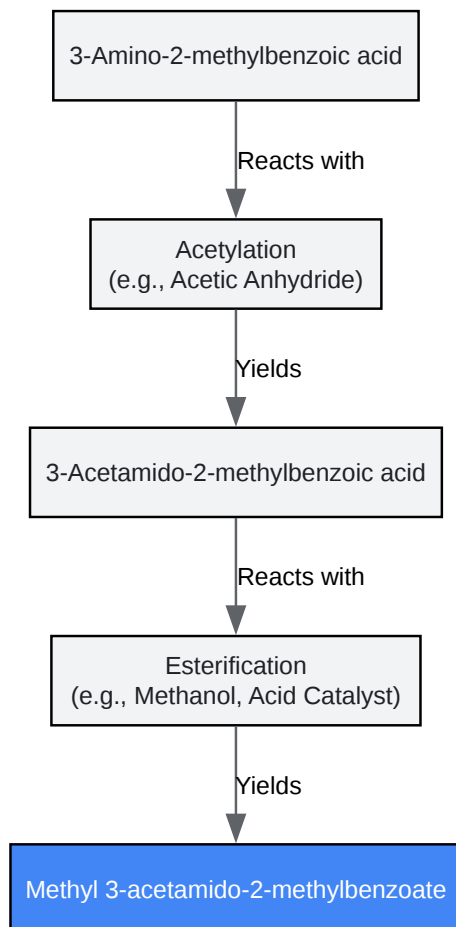 3-Amino-2-methylbenzoic acid
Reacts with
Acetylation
(e.g., Acetic Anhydride)
Yields
3-Acetamido-2-methylbenzoic acid
Reacts with
Esterification
(e.g., Methanol, Acid Catalyst)
Yields
Methyl 3-acetamido-2-methylbenzoate